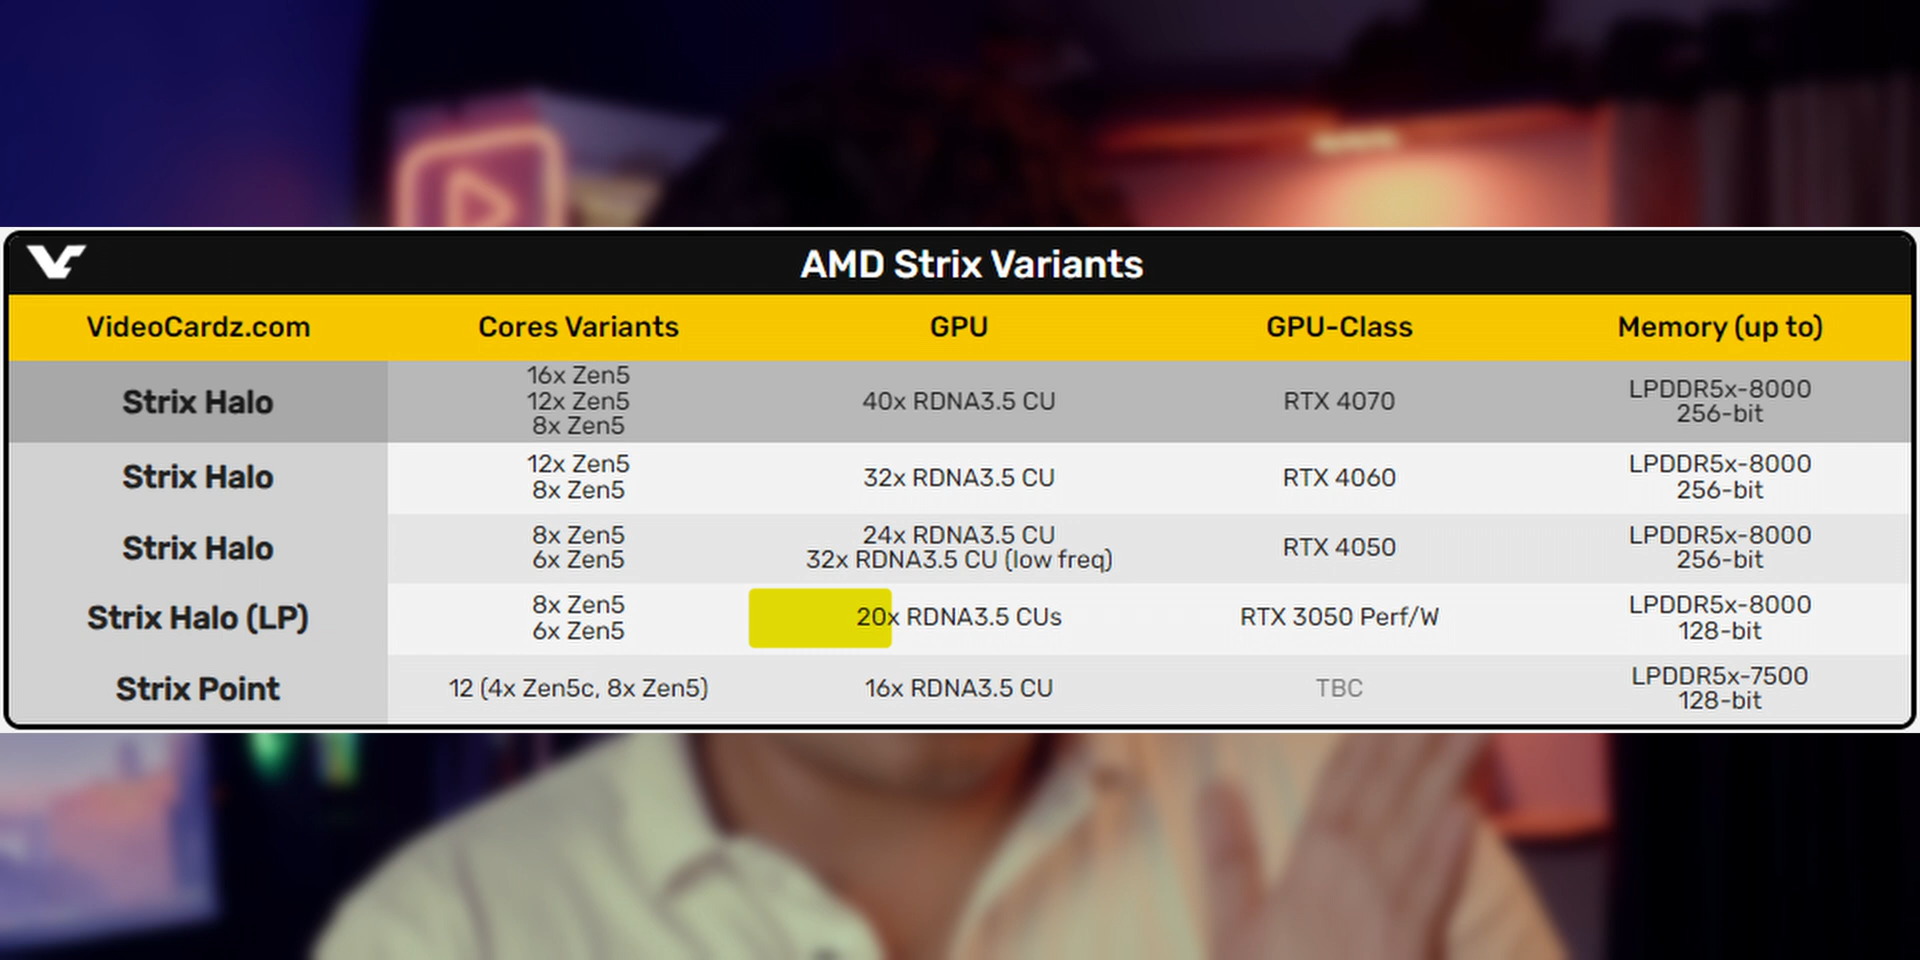 AMD Strix Variants
VideoCardz.com Cores Variants GPU GPU-Class Memory (up to)
Strix Halo
16x Zen5
12x Zen5
8x Zen5
40x RDNA3.5 CU
RTX 4070
LPDDR5x-8000
256-bit
Strix Halo
12x Zen5
8x Zen5
32x RDNA3.5 CU
RTX 4060
LPDDR5x-8000
256-bit
Strix Halo
8x Zen5
6x Zen5
24x RDNA3.5 CU
32x RDNA3.5 CU (low freq)
RTX 4050
LPDDR5x-8000
256-bit
Strix Halo (LP)
8x Zen5
6x Zen5
20x RDNA3.5 CUs
RTX 3050 Perf/W
LPDDR5x-8000
128-bit
Strix Point
12 (4x Zen5c, 8x Zen5)
16x RDNA3.5 CU
TBC
LPDDR5x-7500
128-bit